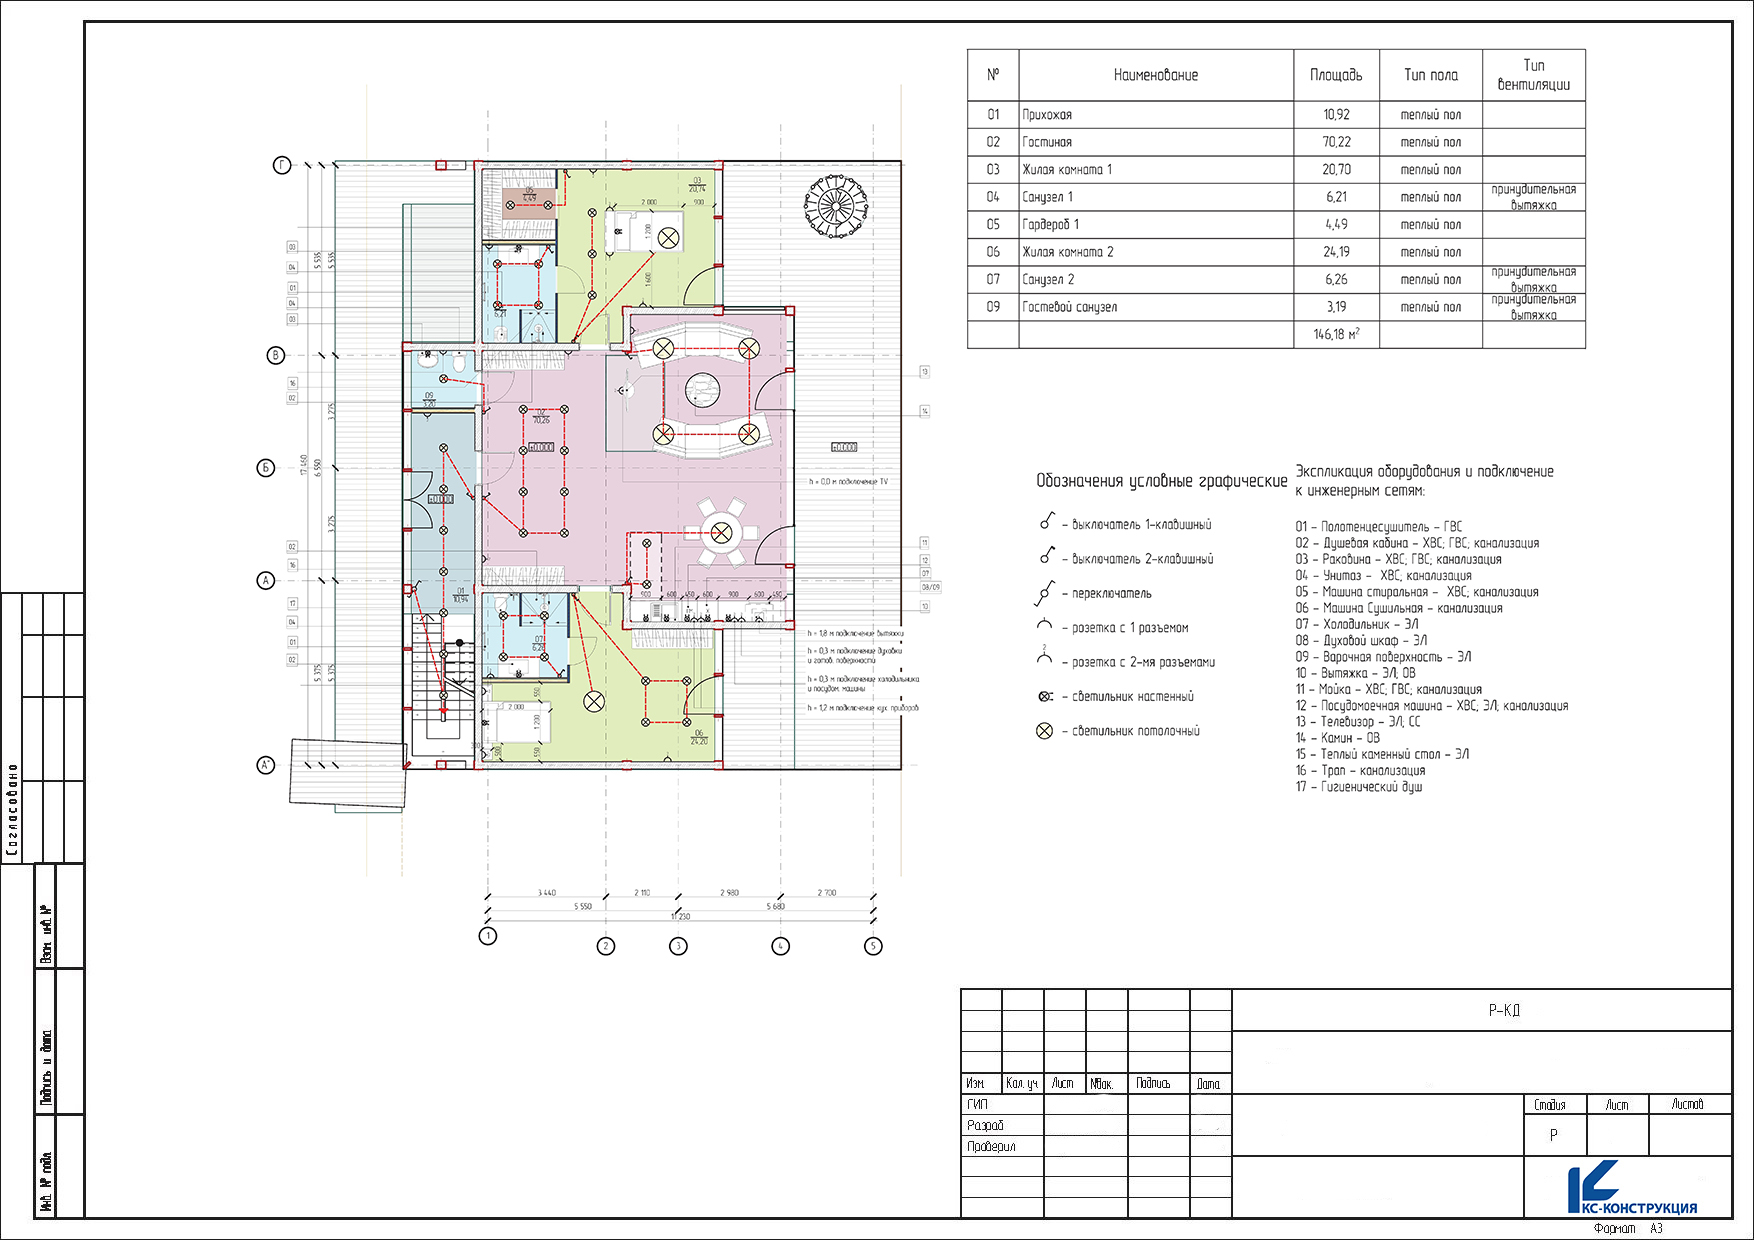 № Наименование Площадь Тип пола Тип вентиляции
01 Прихожая 10,92 теплый пол
02 Гостиная 70,22 теплый пол
03 Жилая комната 1 20,70 теплый пол
04 Санузел 1 6,21 теплый пол принудительная вытяжка
05 Гардероб 1 4,49 теплый пол
06 Жилая комната 2 24,19 теплый пол
07 Санузел 2 6,26 теплый пол принудительная вытяжка
09 Гостевой санузел 3,19 теплый пол принудительная вытяжка
146,18 м²
Обозначения условные графические
– выключатель 1-клавишный
– выключатель 2-клавишный
– переключатель
– розетка с 1 разъемом
2
– розетка с 2-мя разъемами
– светильник настенный
– светильник потолочный
Экспликация оборудования и подключение
к инженерным сетям:
01 – Полотенцесушитель – ГВС
02 – Душевая кабина – ХВС; ГВС; канализация
03 – Раковина – ХВС; ГВС; канализация
04 – Унитаз – ХВС; канализация
05 – Машина стиральная – ХВС; канализация
06 – Машина Сушильная – канализация
07 – Холодильник – ЭЛ
08 – Духовой шкаф – ЭЛ
09 – Варочная поверхность – ЭЛ
10 – Вытяжка – ЭЛ; ОВ
11 – Мойка – ХВС; ГВС; канализация
12 – Посудомоечная машина – ХВС; ЭЛ; канализация
13 – Телевизор – ЭЛ; СС
14 – Камин – ОВ
15 – Теплый каменный стол – ЭЛ
16 – Трап – канализация
17 – Гигиенический душ
Г
В
Б
А
А"
03
04
01
04
03
16
02
02
16
17
04
01
02
5 535
5 535
3 275
17 460
6 550
3 275
5 375
5 375
05
4,49
03
20,74
2 000
900
1 200
1 600
6,21
09
3,20
02
70,26
±0.000
±0.000
±0.000
01
10,94
07
6,26
06
24,20
2 000
550
1 200
500
550
900 600 450 600 900 600 450
13
14
11
12
07
08/09
10
h = 0,0 м подключение TV
h = 1,8 м подключение вытяжки
h = 0,3 м подключение духовки
и готов. поверхности
h = 0,3 м подключение холодильника
и посудом. машины
h = 1,2 м подключение кух. приборов
3 440 2 110 2 980 2 700
5 550 5 680
11 230
1 2 3 4 5
Согласовано
Взам. инв. №
Подпись и дата
Инв. № подл.
Р-КД
Изм. Кол. уч Лист №док. Подпись Дата
ГИП
Разраб
Проверил
Стадия Лист Листов
Р
КС-КОНСТРУКЦИЯ
Формат А3